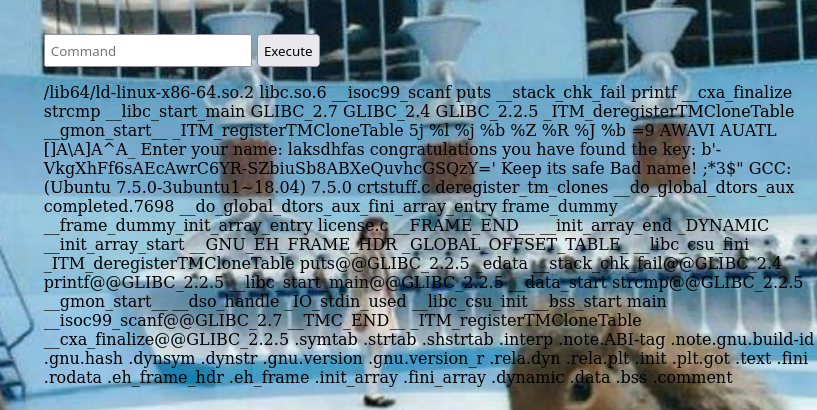 Command Execute
/lib64/ld-linux-x86-64.so.2 libc.so.6 __isoc99_scanf puts __stack_chk_fail printf __cxa_finalize
strcmp __libc_start_main GLIBC_2.7 GLIBC_2.4 GLIBC_2.2.5 _ITM_deregisterTMCloneTable
__gmon_start__ _ITM_registerTMCloneTable 5j %l %j %b %Z %R %J %b =9 AWAVI AUATL
[]A\A]A^A_ Enter your name: laksdhfas congratulations you have found the key: b'-
VkgXhFf6sAEcAwrC6YR-SZbiuSb8ABXeQuvhcGSQzY=' Keep its safe Bad name! ;*3$" GCC:
(Ubuntu 7.5.0-3ubuntu1~18.04) 7.5.0 crtstuff.c deregister_tm_clones __do_global_dtors_aux
completed.7698 __do_global_dtors_aux_fini_array_entry frame_dummy
__frame_dummy_init_array_entry license.c __FRAME_END__ __init_array_end _DYNAMIC
__init_array_start __GNU_EH_FRAME_HDR _GLOBAL_OFFSET_TABLE_ __libc_csu_fini
_ITM_deregisterTMCloneTable puts@@GLIBC_2.2.5 _edata __stack_chk_fail@@GLIBC_2.4
printf@@GLIBC_2.2.5 __libc_start_main@@GLIBC_2.2.5 __data_start strcmp@@GLIBC_2.2.5
__gmon_start__ __dso_handle _IO_stdin_used __libc_csu_init __bss_start main
__isoc99_scanf@@GLIBC_2.7 __TMC_END__ _ITM_registerTMCloneTable
__cxa_finalize@@GLIBC_2.2.5 .symtab .strtab .shstrtab .interp .note.ABI-tag .note.gnu.build-id
.gnu.hash .dynsym .dynstr .gnu.version .gnu.version_r .rela.dyn .rela.plt .init .plt.got .text .fini
.rodata .eh_frame_hdr .eh_frame .init_array .fini_array .dynamic .data .bss .comment